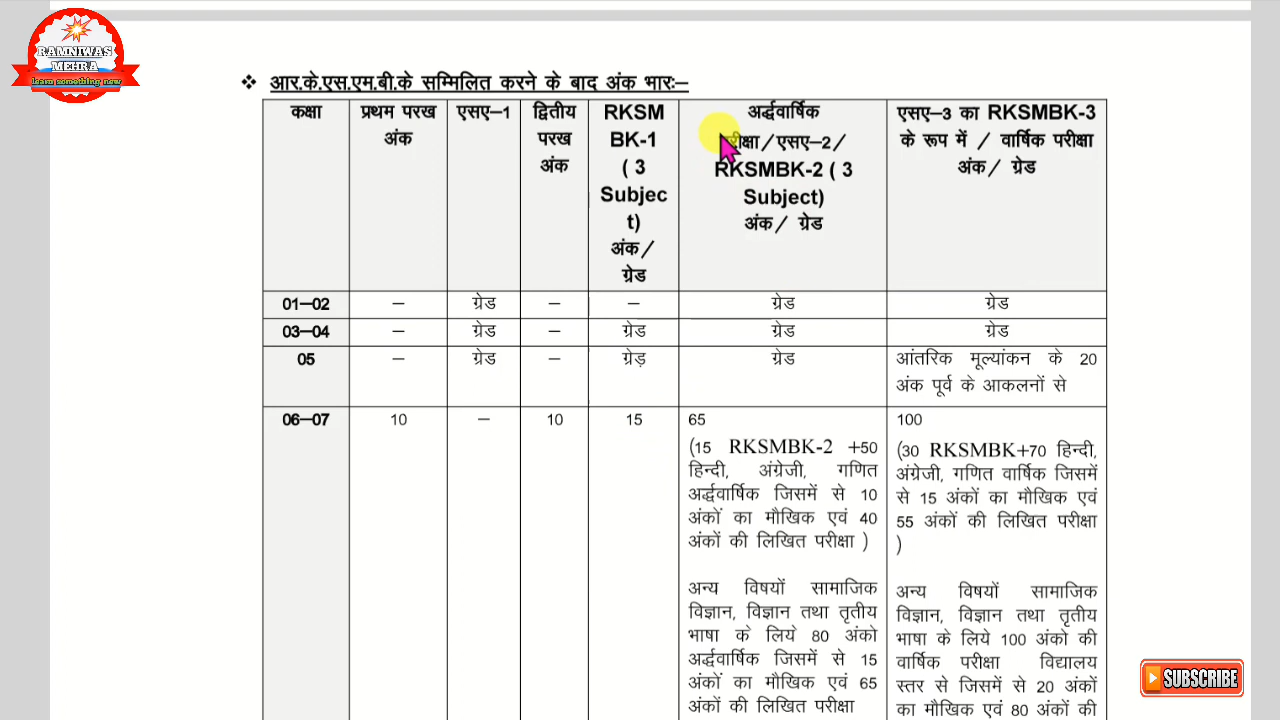 RAMNIWAS
MEHRA
Learn something new
❖ आर.के.एस.एम.बी.के सम्मिलित करने के बाद अंक भारः–
कक्षा
प्रथम परख
अंक
एसए–1
द्वितीय
परख
अंक
RKSM
BK-1
( 3
Subjec
t)
अंक/
ग्रेड
अर्द्धवार्षिक
परीक्षा/एसए–2/
RKSMBK-2 ( 3
Subject)
अंक/ ग्रेड
एसए–3 का RKSMBK-3
के रूप में / वार्षिक परीक्षा
अंक/ ग्रेड
01–02 – ग्रेड – – ग्रेड ग्रेड
03–04 – ग्रेड – ग्रेड ग्रेड ग्रेड
05 – ग्रेड – ग्रेड़ ग्रेड
आंतरिक मूल्यांकन के 20
अंक पूर्व के आकलनों से
06–07 10 – 10 15
65
(15 RKSMBK-2 +50
हिन्दी, अंग्रेजी, गणित
अर्द्धवार्षिक जिसमें से 10
अंकों का मौखिक एवं 40
अंकों की लिखित परीक्षा )
अन्य विषयों सामाजिक
विज्ञान, विज्ञान तथा तृतीय
भाषा के लिये 80 अंको
अर्द्धवार्षिक जिसमें से 15
अंकों का मौखिक एवं 65
अंकों की लिखित परीक्षा
100
(30 RKSMBK+70 हिन्दी,
अंग्रेजी, गणित वार्षिक जिसमें
से 15 अंकों का मौखिक एवं
55 अंकों की लिखित परीक्षा
)
अन्य विषयों सामाजिक
विज्ञान, विज्ञान तथा तृतीय
भाषा के लिये 100 अंको की
वार्षिक परीक्षा विद्यालय
स्तर से जिसमें से 20 अंकों
का मौखिक एवं 80 अंकों की
SUBSCRIBE